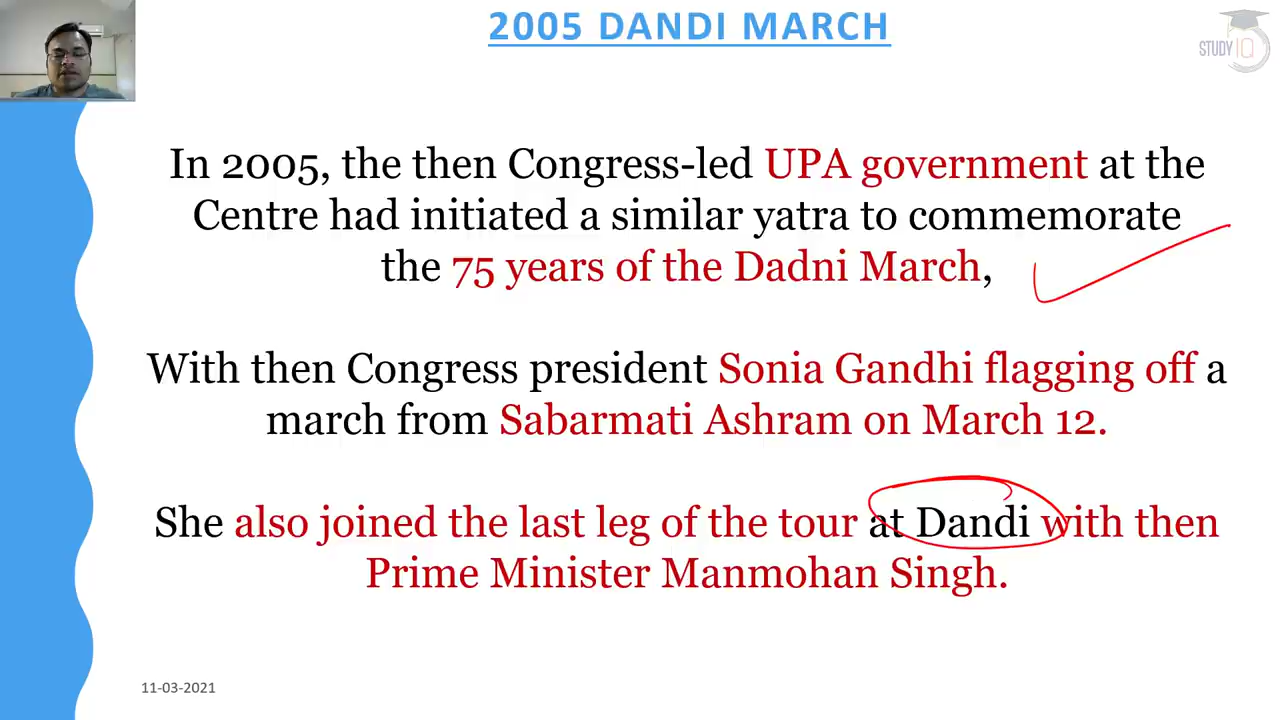 2005 DANDI MARCH
STUDY IQ
In 2005, the then Congress-led UPA government at the
Centre had initiated a similar yatra to commemorate
the 75 years of the Dadni March,
With then Congress president Sonia Gandhi flagging off a
march from Sabarmati Ashram on March 12.
She also joined the last leg of the tour at Dandi with then
Prime Minister Manmohan Singh.
11-03-2021